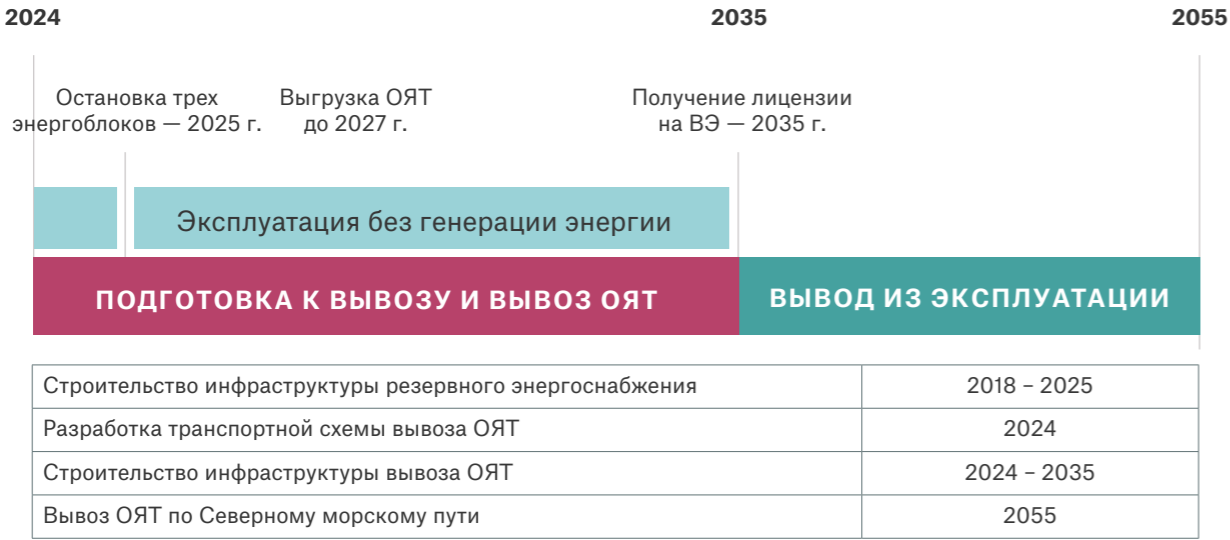 2024 2035 2055
Остановка трех
энергоблоков — 2025 г.
Выгрузка ОЯТ
до 2027 г.
Получение лицензии
на ВЭ — 2035 г.
Эксплуатация без генерации энергии
ПОДГОТОВКА К ВЫВОЗУ И ВЫВОЗ ОЯТ
ВЫВОД ИЗ ЭКСПЛУАТАЦИИ
Строительство инфраструктуры резервного энергоснабжения 2018 – 2025
Разработка транспортной схемы вывоза ОЯТ 2024
Строительство инфраструктуры вывоза ОЯТ 2024 – 2035
Вывоз ОЯТ по Северному морскому пути 2055